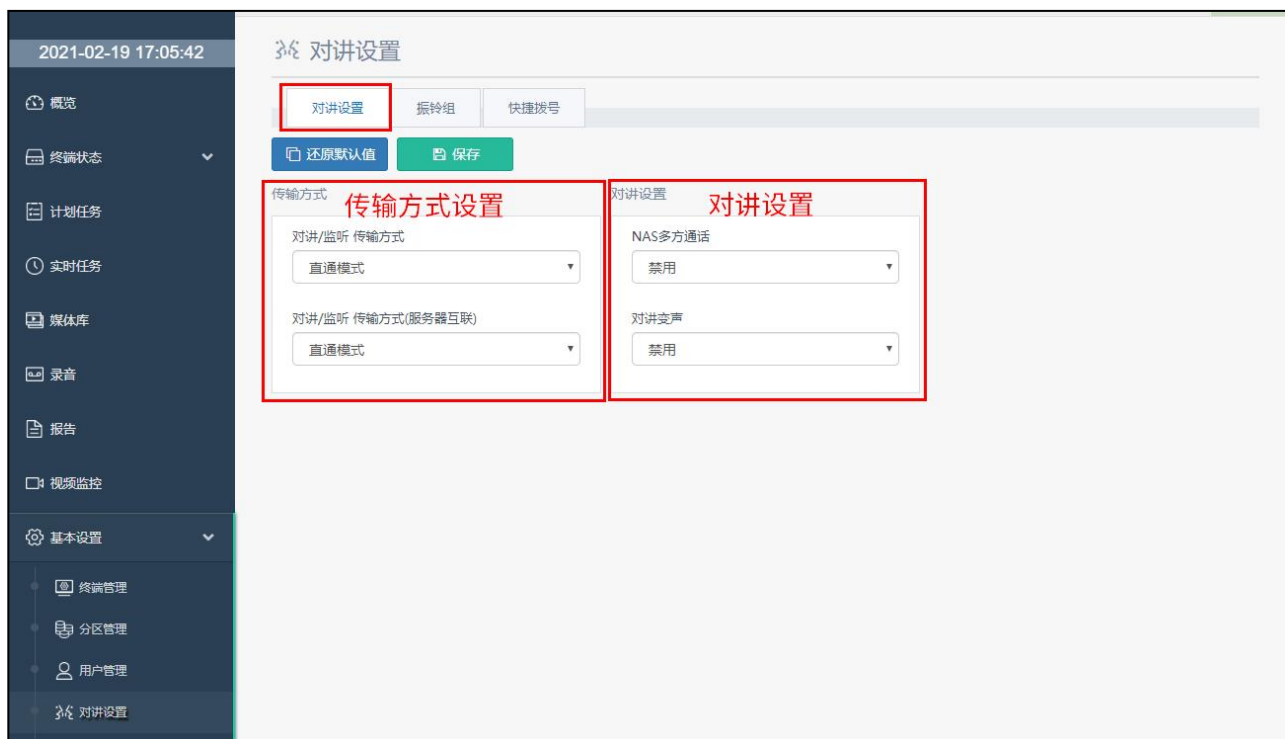 2021-02-19 17:05:42
概览
终端状态
计划任务
实时任务
媒体库
录音
报告
视频监控
基本设置
终端管理
分区管理
用户管理
对讲设置
对讲设置
对讲设置 振铃组 快捷拨号
还原默认值 保存
传输方式
传输方式设置
对讲/监听 传输方式
直通模式
对讲/监听 传输方式(服务器互联)
直通模式
对讲设置
对讲设置
NAS多方通话
禁用
对讲变声
禁用